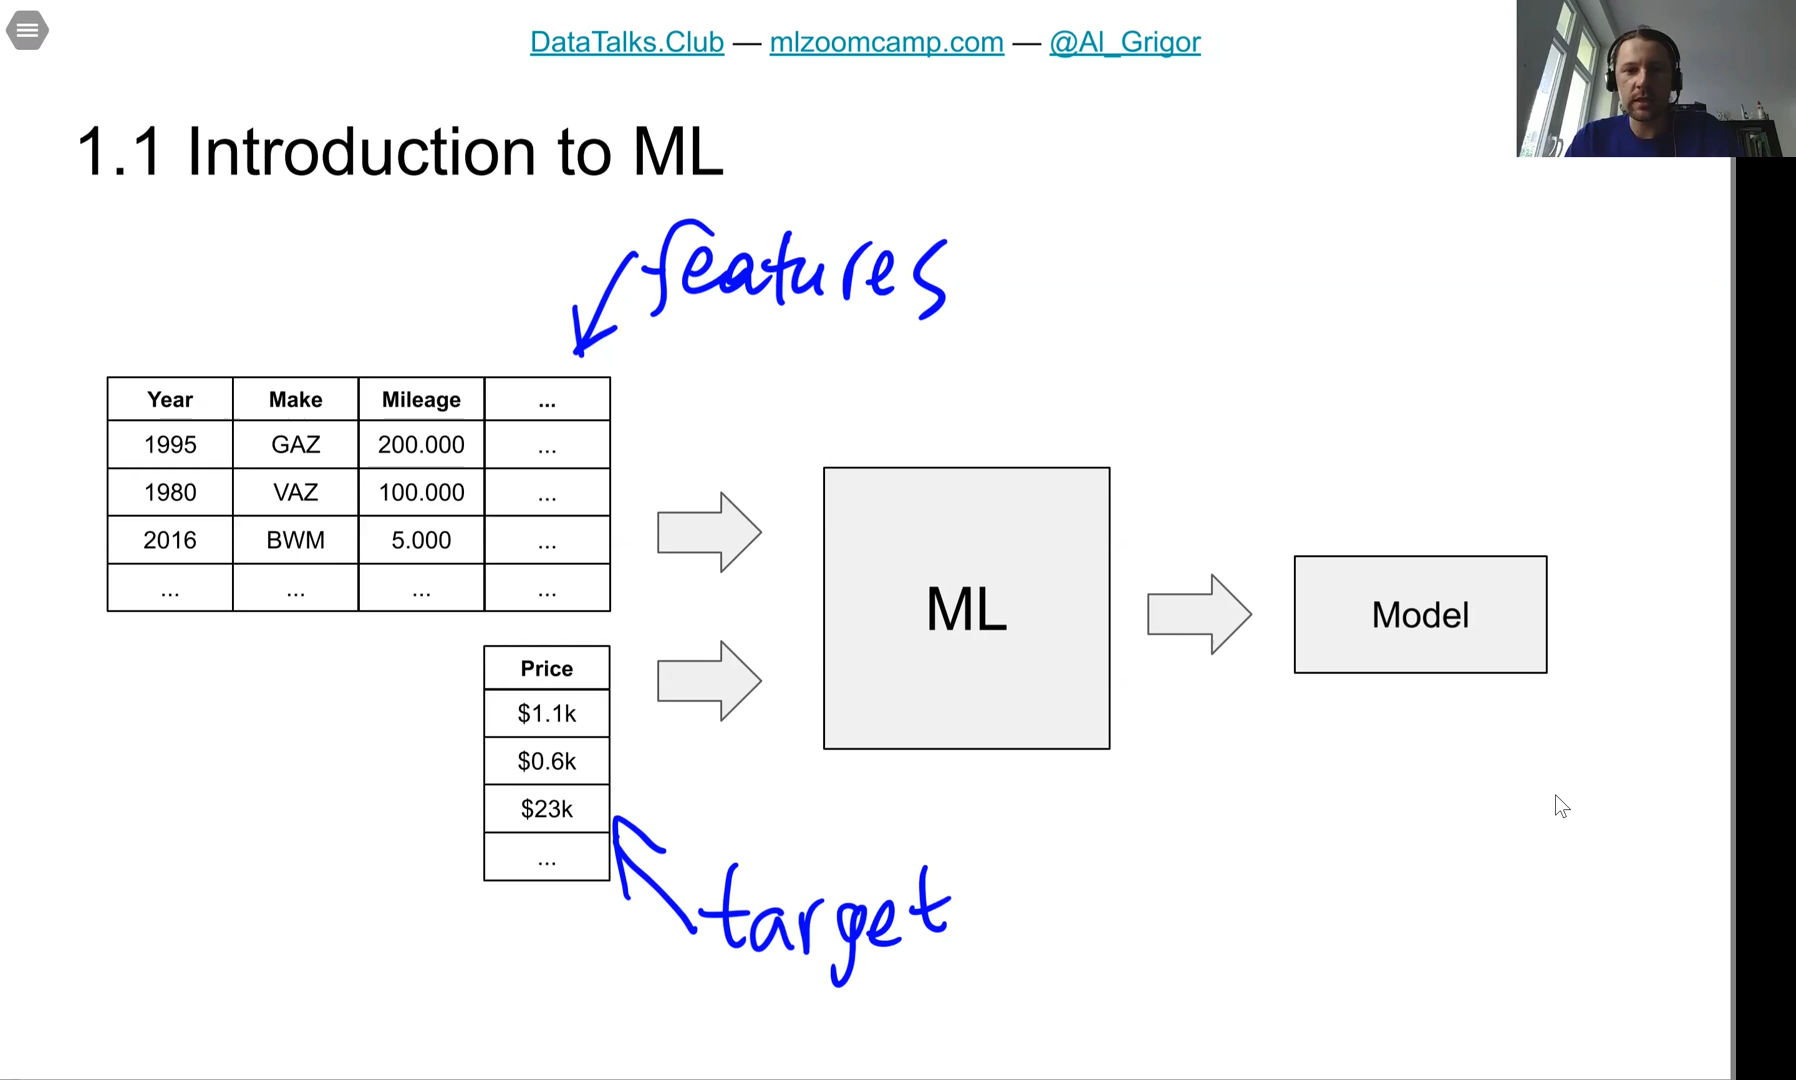 DataTalks.Club — mlzoomcamp.com — @Al_Grigor
1.1 Introduction to ML
features
Year Make Mileage ...
1995 GAZ 200.000 ...
1980 VAZ 100.000 ...
2016 BWM 5.000 ...
... ... ... ...
ML
Model
Price
$1.1k
$0.6k
$23k
...
target